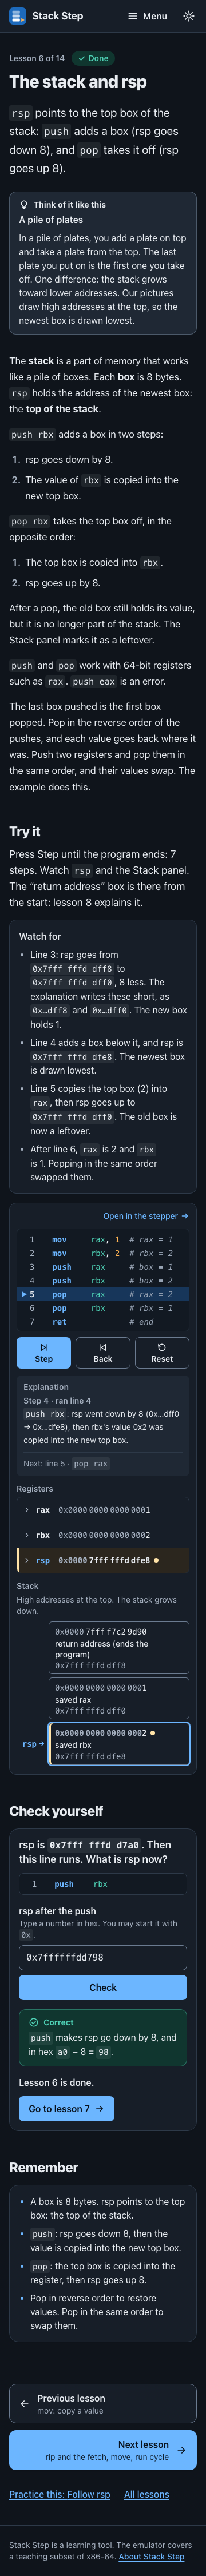 Stack Step
Menu
Lesson 6 of 14
Done
The stack and rsp
rsp points to the top box of the
stack: push adds a box (rsp goes
down 8), and pop takes it off (rsp
goes up 8).
Think of it like this
A pile of plates
In a pile of plates, you add a plate on top
and take a plate from the top. The last
plate you put on is the first one you take
off. One difference: the stack grows
toward lower addresses. Our pictures
draw high addresses at the top, so the
newest box is drawn lowest.
The stack is a part of memory that works
like a pile of boxes. Each box is 8 bytes.
rsp holds the address of the newest box:
the top of the stack.
push rbx adds a box in two steps:
1. rsp goes down by 8.
2. The value of rbx is copied into the
new top box.
pop rbx takes the top box off, in the
opposite order:
1. The top box is copied into rbx.
2. rsp goes up by 8.
After a pop, the old box still holds its value,
but it is no longer part of the stack. The
Stack panel marks it as a leftover.
push and pop work with 64-bit registers
such as rax. push eax is an error.
The last box pushed is the first box
popped. Pop in the reverse order of the
pushes, and each value goes back where it
was. Push two registers and pop them in
the same order, and their values swap. The
example does this.
Try it
Press Step until the program ends: 7
steps. Watch rsp and the Stack panel.
The “return address” box is there from
the start: lesson 8 explains it.
Watch for
Line 3: rsp goes from
0x7fff fffd dff8 to
0x7fff fffd dff0, 8 less. The
explanation writes these short, as
0x…dff8 and 0x…dff0. The new box
holds 1.
Line 4 adds a box below it, and rsp is
0x7fff fffd dfe8. The newest box
is drawn lowest.
Line 5 copies the top box (2) into
rax, then rsp goes up to
0x7fff fffd dff0. The old box is
now a leftover.
After line 6, rax is 2 and rbx
is 1. Popping in the same order
swapped them.
Open in the stepper →
1 mov rax, 1 # rax = 1
2 mov rbx, 2 # rbx = 2
3 push rax # box = 1
4 push rbx # box = 2
5 pop rax # rax = 2
6 pop rbx # rbx = 1
7 ret # end
Step
Back
Reset
Explanation
Step 4 · ran line 4
push rbx: rsp went down by 8 (0x…dff0
→ 0x…dfe8), then rbx's value 0x2 was
copied into the new top box.
Next: line 5 · pop rax
Registers
rax 0x0000 0000 0000 0001
rbx 0x0000 0000 0000 0002
rsp 0x0000 7fff fffd dfe8
Stack
High addresses at the top. The stack grows
down.
0x0000 7fff f7c2 9d90
return address (ends the
program)
0x7fff fffd dff8
0x0000 0000 0000 0001
saved rax
0x7fff fffd dff0
rsp →
0x0000 0000 0000 0002
saved rbx
0x7fff fffd dfe8
Check yourself
rsp is 0x7fff fffd d7a0. Then
this line runs. What is rsp now?
1 push rbx
rsp after the push
Type a number in hex. You may start it with
0x.
0x7ffffffdd798
Check
Correct
push makes rsp go down by 8, and
in hex a0 − 8 = 98.
Lesson 6 is done.
Go to lesson 7 →
Remember
A box is 8 bytes. rsp points to the top
box: the top of the stack.
push: rsp goes down 8, then the
value is copied into the new top box.
pop: the top box is copied into the
register, then rsp goes up 8.
Pop in reverse order to restore
values. Pop in the same order to
swap them.
Previous lesson
mov: copy a value
Next lesson
rip and the fetch, move, run cycle
Practice this: Follow rsp
All lessons
Stack Step is a learning tool. The emulator covers
a teaching subset of x86-64. About Stack Step